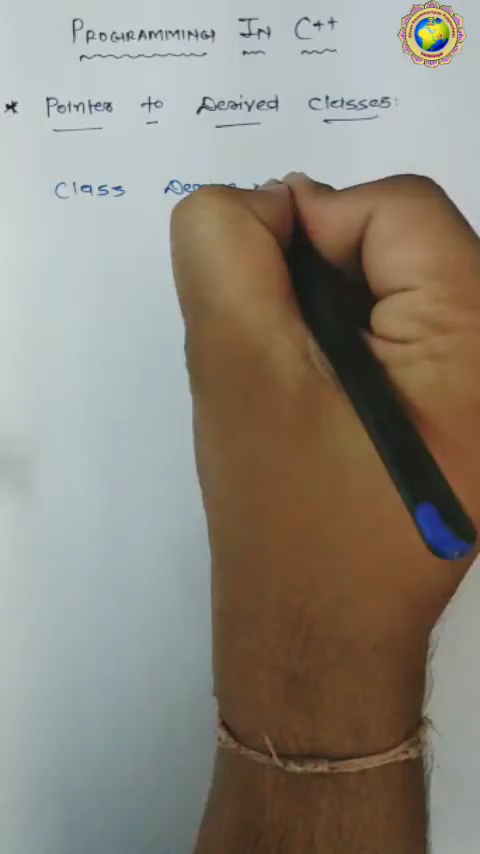 PROGRAMMING IN C++
* Pointer to Derived Classes:
Class